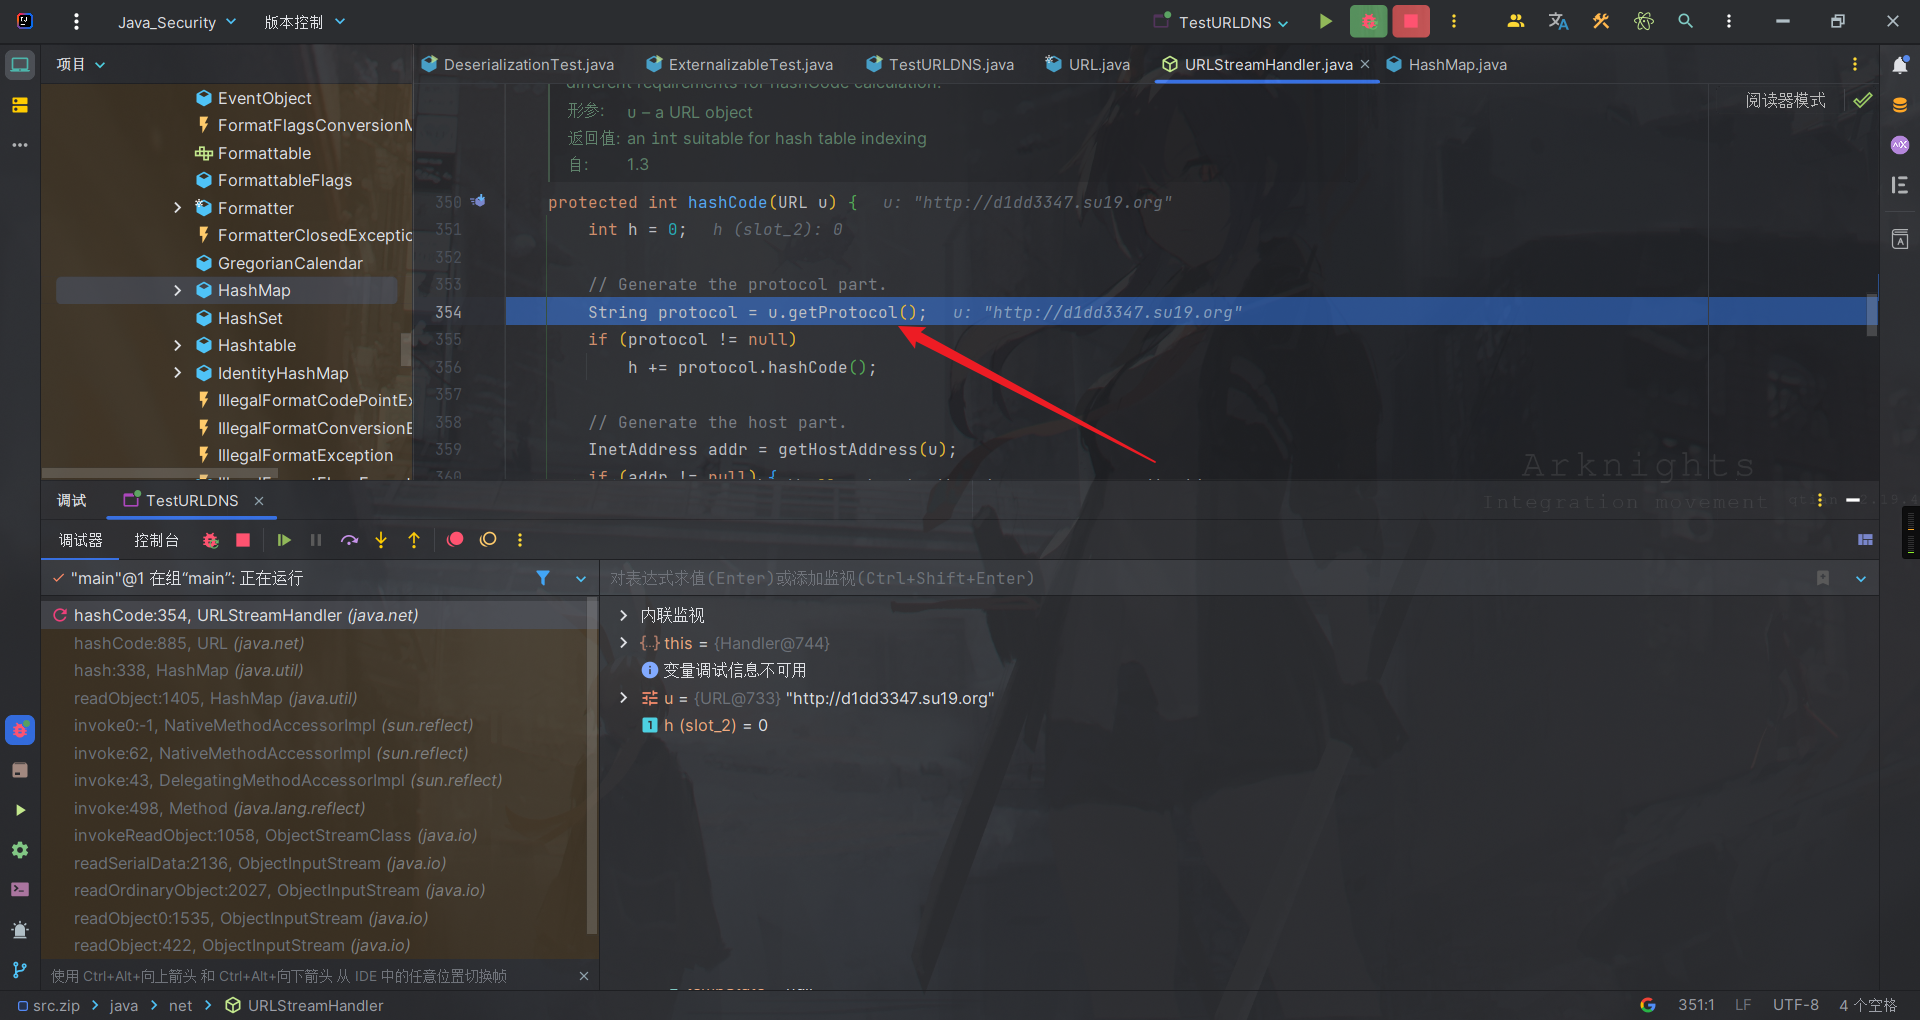 Java_Security
版本控制
TestURLDNS
项目
DeserializationTest.java
ExternalizableTest.java
TestURLDNS.java
URL.java
URLStreamHandler.java
HashMap.java
EventObject
FormatFlagsConversionM
Formattable
FormattableFlags
Formatter
FormatterClosedExceptio
GregorianCalendar
HashMap
HashSet
Hashtable
IdentityHashMap
IllegalFormatCodePointEx
IllegalFormatConversionE
IllegalFormatException
different requirements for hashCode calculation.
阅读器模式
形参: u – a URL object
返回值: an int suitable for hash table indexing
自: 1.3
350 protected int hashCode(URL u) { u: "http://d1dd3347.su19.org"
351 int h = 0; h (slot_2): 0
352
353 // Generate the protocol part.
354 String protocol = u.getProtocol(); u: "http://d1dd3347.su19.org"
355 if (protocol != null)
356 h += protocol.hashCode();
357
358 // Generate the host part.
359 InetAddress addr = getHostAddress(u);
360 if (addr != null) {
Arknights
Integration movement
调试
TestURLDNS
调试器
控制台
"main"@1 在组“main”: 正在运行
对表达式求值(Enter)或添加监视(Ctrl+Shift+Enter)
hashCode:354, URLStreamHandler (java.net)
hashCode:885, URL (java.net)
hash:338, HashMap (java.util)
readObject:1405, HashMap (java.util)
invoke0:-1, NativeMethodAccessorImpl (sun.reflect)
invoke:62, NativeMethodAccessorImpl (sun.reflect)
invoke:43, DelegatingMethodAccessorImpl (sun.reflect)
invoke:498, Method (java.lang.reflect)
invokeReadObject:1058, ObjectStreamClass (java.io)
readSerialData:2136, ObjectInputStream (java.io)
readOrdinaryObject:2027, ObjectInputStream (java.io)
readObject0:1535, ObjectInputStream (java.io)
readObject:422, ObjectInputStream (java.io)
内联监视
this = {Handler@744}
变量调试信息不可用
u = {URL@733} "http://d1dd3347.su19.org"
h (slot_2) = 0
使用 Ctrl+Alt+向上箭头 和 Ctrl+Alt+向下箭头 从 IDE 中的任意位置切换帧
src.zip
java
net
URLStreamHandler
351:1
LF
UTF-8
4 个空格